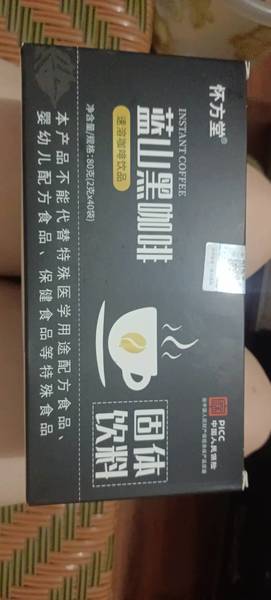 怀方堂®
INSTANT COFFEE
蓝山黑咖啡
速溶咖啡饮品
净含量/规格:80克(2克×40袋)
本产品不能代替特殊医学用途配方食品、
婴幼儿配方食品、保健食品等特殊食品
PICC
中国人民保险
固体
饮料